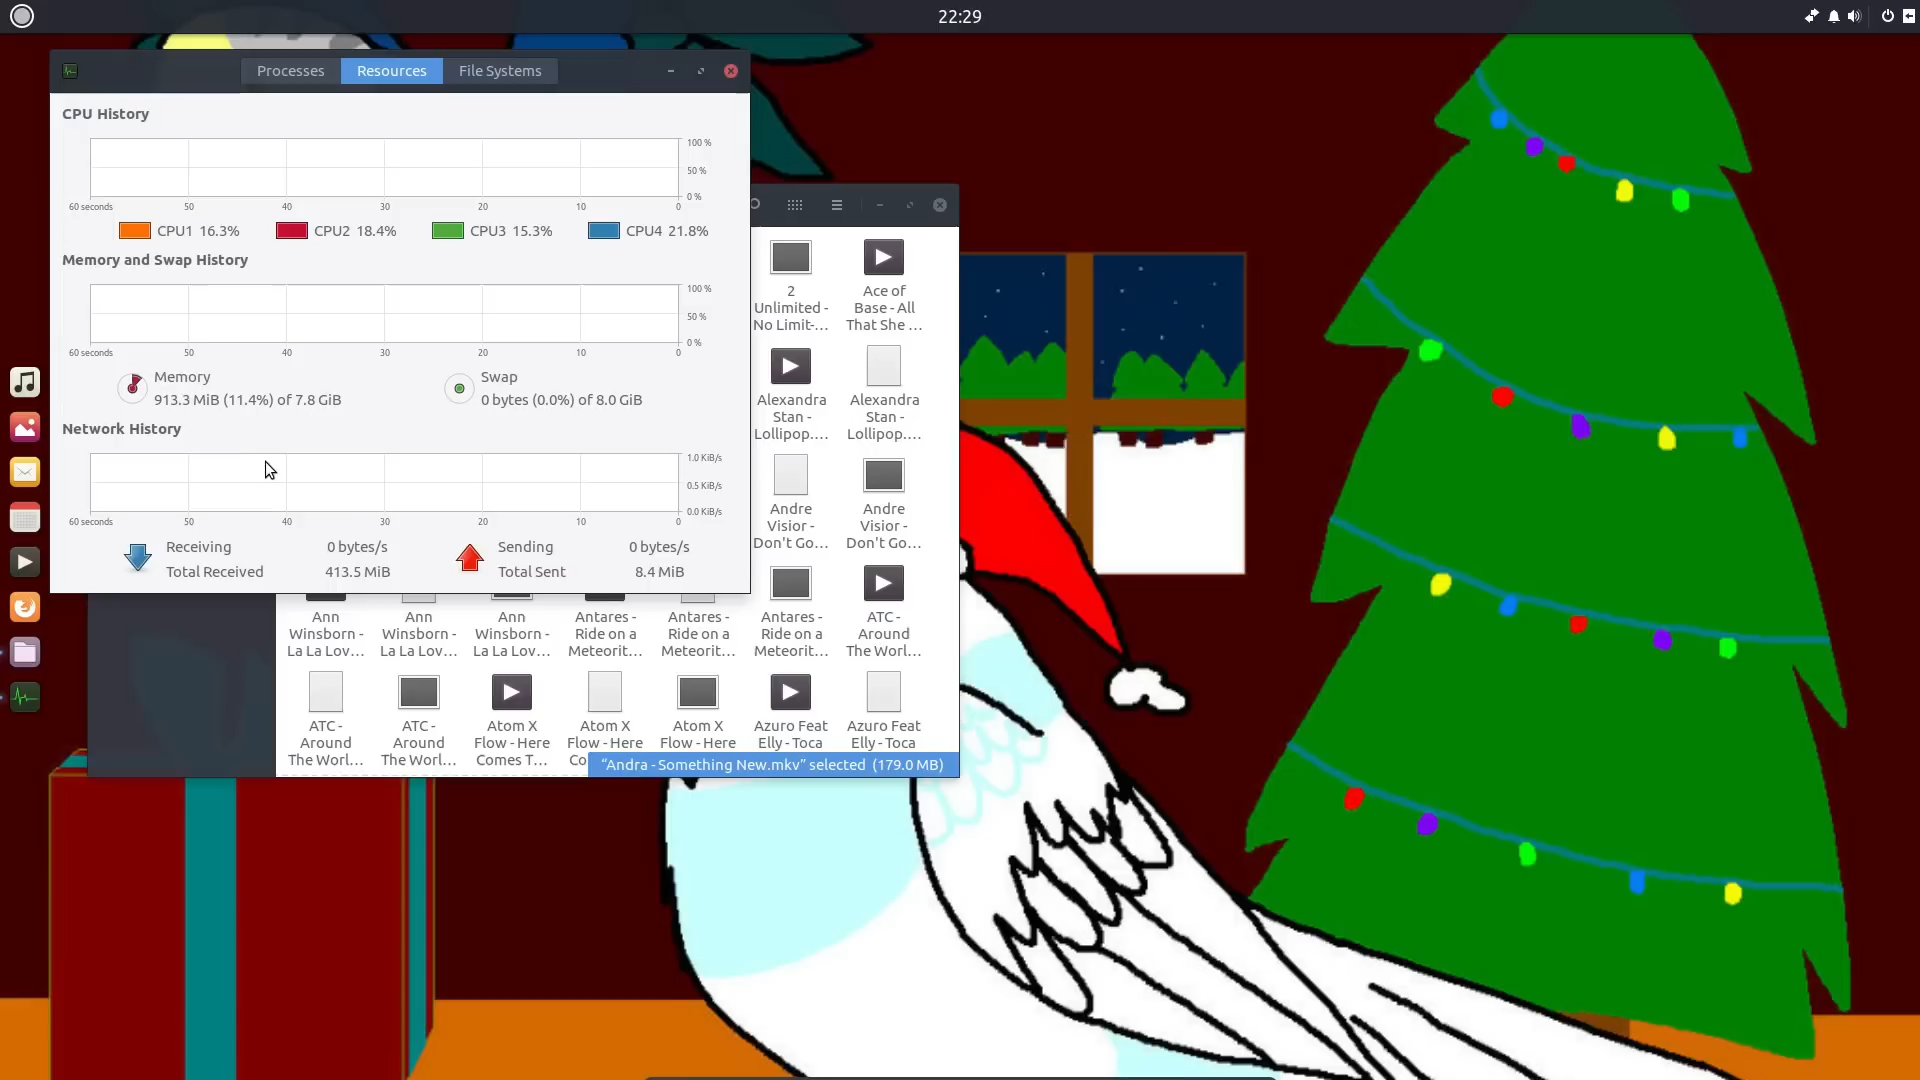 22:29
Processes
Resources
File Systems
CPU History
100 %
50 %
0 %
60 seconds 50 40 30 20 10 0
CPU1 16.3% CPU2 18.4% CPU3 15.3% CPU4 21.8%
Memory and Swap History
100 %
50 %
0 %
60 seconds 50 40 30 20 10 0
Memory
913.3 MiB (11.4%) of 7.8 GiB
Swap
0 bytes (0.0%) of 8.0 GiB
Network History
1.0 KiB/s
0.5 KiB/s
0.0 KiB/s
60 seconds 50 40 30 20 10 0
Receiving 0 bytes/s
Total Received 413.5 MiB
Sending 0 bytes/s
Total Sent 8.4 MiB
2
Unlimited -
No Limit-...
Ace of
Base - All
That She ...
Alexandra
Stan -
Lollipop....
Alexandra
Stan -
Lollipop....
Andre
Visior -
Don't Go...
Andre
Visior -
Don't Go...
Ann
Winsborn -
La La Lov...
Ann
Winsborn -
La La Lov...
Ann
Winsborn -
La La Lov...
Antares -
Ride on a
Meteorit...
Antares -
Ride on a
Meteorit...
Antares -
Ride on a
Meteorit...
ATC -
Around
The Worl...
ATC -
Around
The Worl...
ATC -
Around
The Worl...
Atom X
Flow - Here
Comes T...
Atom X
Flow - Here
Co
Atom X
Flow - Here
Azuro Feat
Elly - Toca
Azuro Feat
Elly - Toca
“Andra - Something New.mkv” selected (179.0 MB)